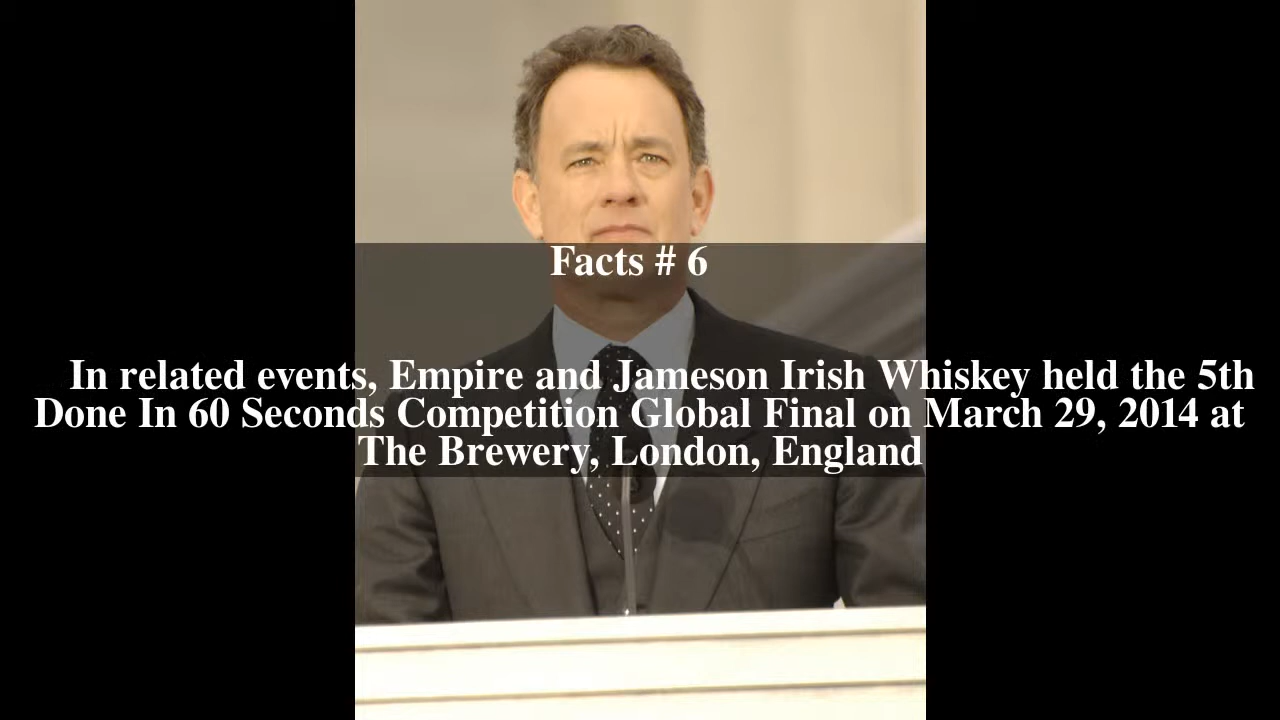 Facts # 6
In related events, Empire and Jameson Irish Whiskey held the 5th
Done In 60 Seconds Competition Global Final on March 29, 2014 at
The Brewery, London, England